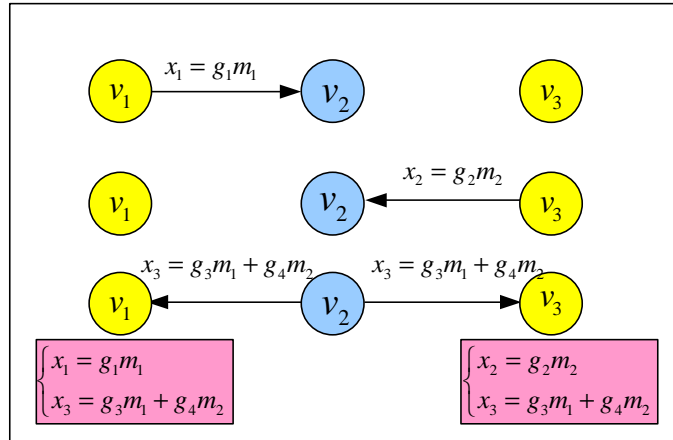 x₁ = g₁m₁
v₁ v₂ v₃
x₂ = g₂m₂
v₁ v₂ v₃
x₃ = g₃m₁ + g₄m₂ x₃ = g₃m₁ + g₄m₂
v₁ v₂ v₃
x₁ = g₁m₁ x₂ = g₂m₂
x₃ = g₃m₁ + g₄m₂ x₃ = g₃m₁ + g₄m₂